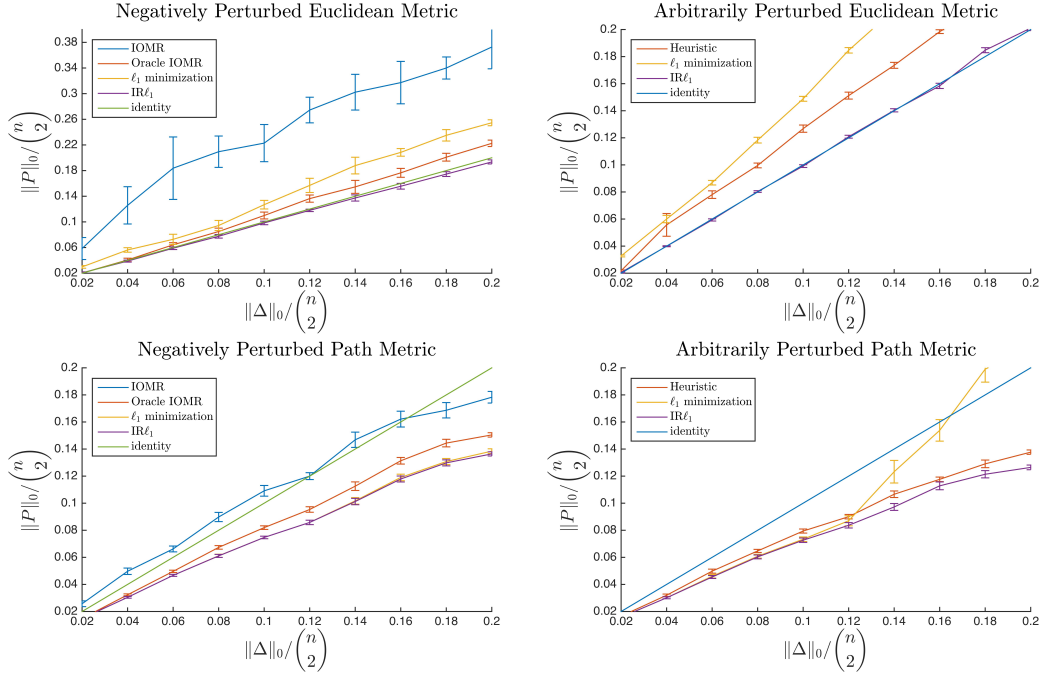 Negatively Perturbed Euclidean Metric
0.38
0.34
0.3
0.26
0.22
0.18
0.14
0.1
0.06
0.02
‖P‖₀/(n 2)
IOMR
Oracle IOMR
ℓ₁ minimization
IRℓ₁
identity
0.02 0.04 0.06 0.08 0.1 0.12 0.14 0.16 0.18 0.2
‖Δ‖₀/(n 2)
Arbitrarily Perturbed Euclidean Metric
0.2
0.18
0.16
0.14
0.12
0.1
0.08
0.06
0.04
0.02
‖P‖₀/(n 2)
Heuristic
ℓ₁ minimization
IRℓ₁
identity
0.02 0.04 0.06 0.08 0.1 0.12 0.14 0.16 0.18 0.2
‖Δ‖₀/(n 2)
Negatively Perturbed Path Metric
0.2
0.18
0.16
0.14
0.12
0.1
0.08
0.06
0.04
0.02
‖P‖₀/(n 2)
IOMR
Oracle IOMR
ℓ₁ minimization
IRℓ₁
identity
0.02 0.04 0.06 0.08 0.1 0.12 0.14 0.16 0.18 0.2
‖Δ‖₀/(n 2)
Arbitrarily Perturbed Path Metric
0.2
0.18
0.16
0.14
0.12
0.1
0.08
0.06
0.04
0.02
‖P‖₀/(n 2)
Heuristic
ℓ₁ minimization
IRℓ₁
identity
0.02 0.04 0.06 0.08 0.1 0.12 0.14 0.16 0.18 0.2
‖Δ‖₀/(n 2)